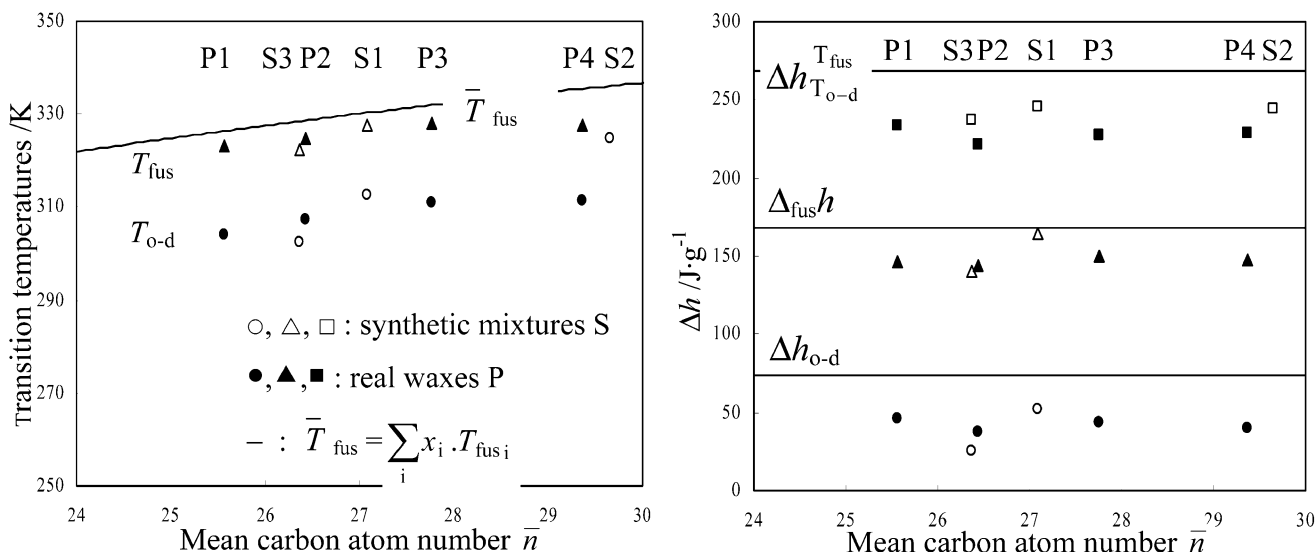 350
330
310
290
270
250
Transition temperatures /K
P1 S3 P2 S1 P3 P4 S2
T̅ fus
Tfus
To-d
○, △, □ : synthetic mixtures S
●, ▲, ■ : real waxes P
– : T̅ fus = ∑i xi .Tfus i
24 25 26 27 28 29 30
Mean carbon atom number n̅
300
250
200
150
100
50
0
Δh /J·g-1
P1 S3 P2 S1 P3 P4 S2
Δh Tfus To–d
Δfush
Δho-d
24 25 26 27 28 29 30
Mean carbon atom number n̅